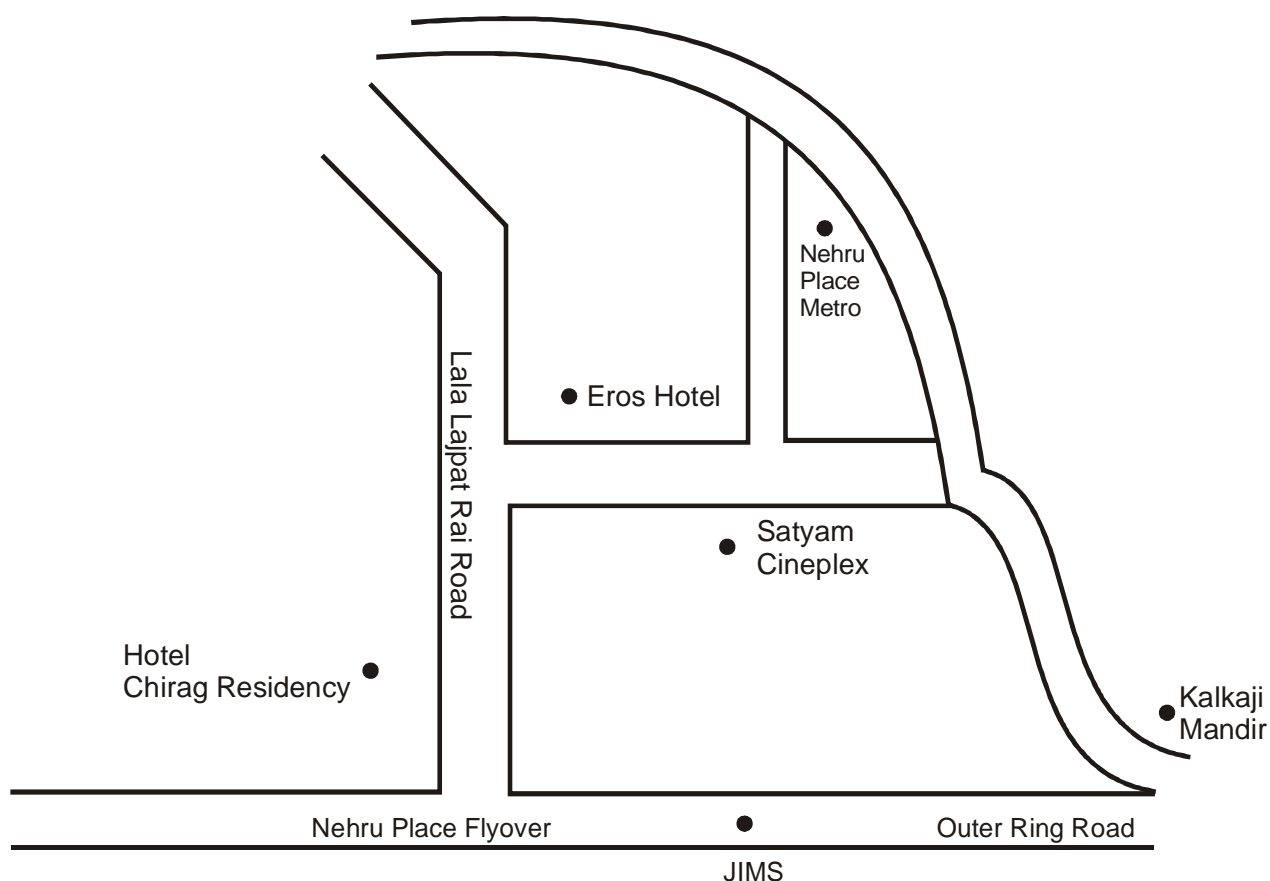 Nehru
Place
Metro
Eros Hotel
Lala Lajpat Rai Road
Satyam
Cineplex
Hotel
Chirag Residency
Kalkaji
Mandir
Nehru Place Flyover
Outer Ring Road
JIMS